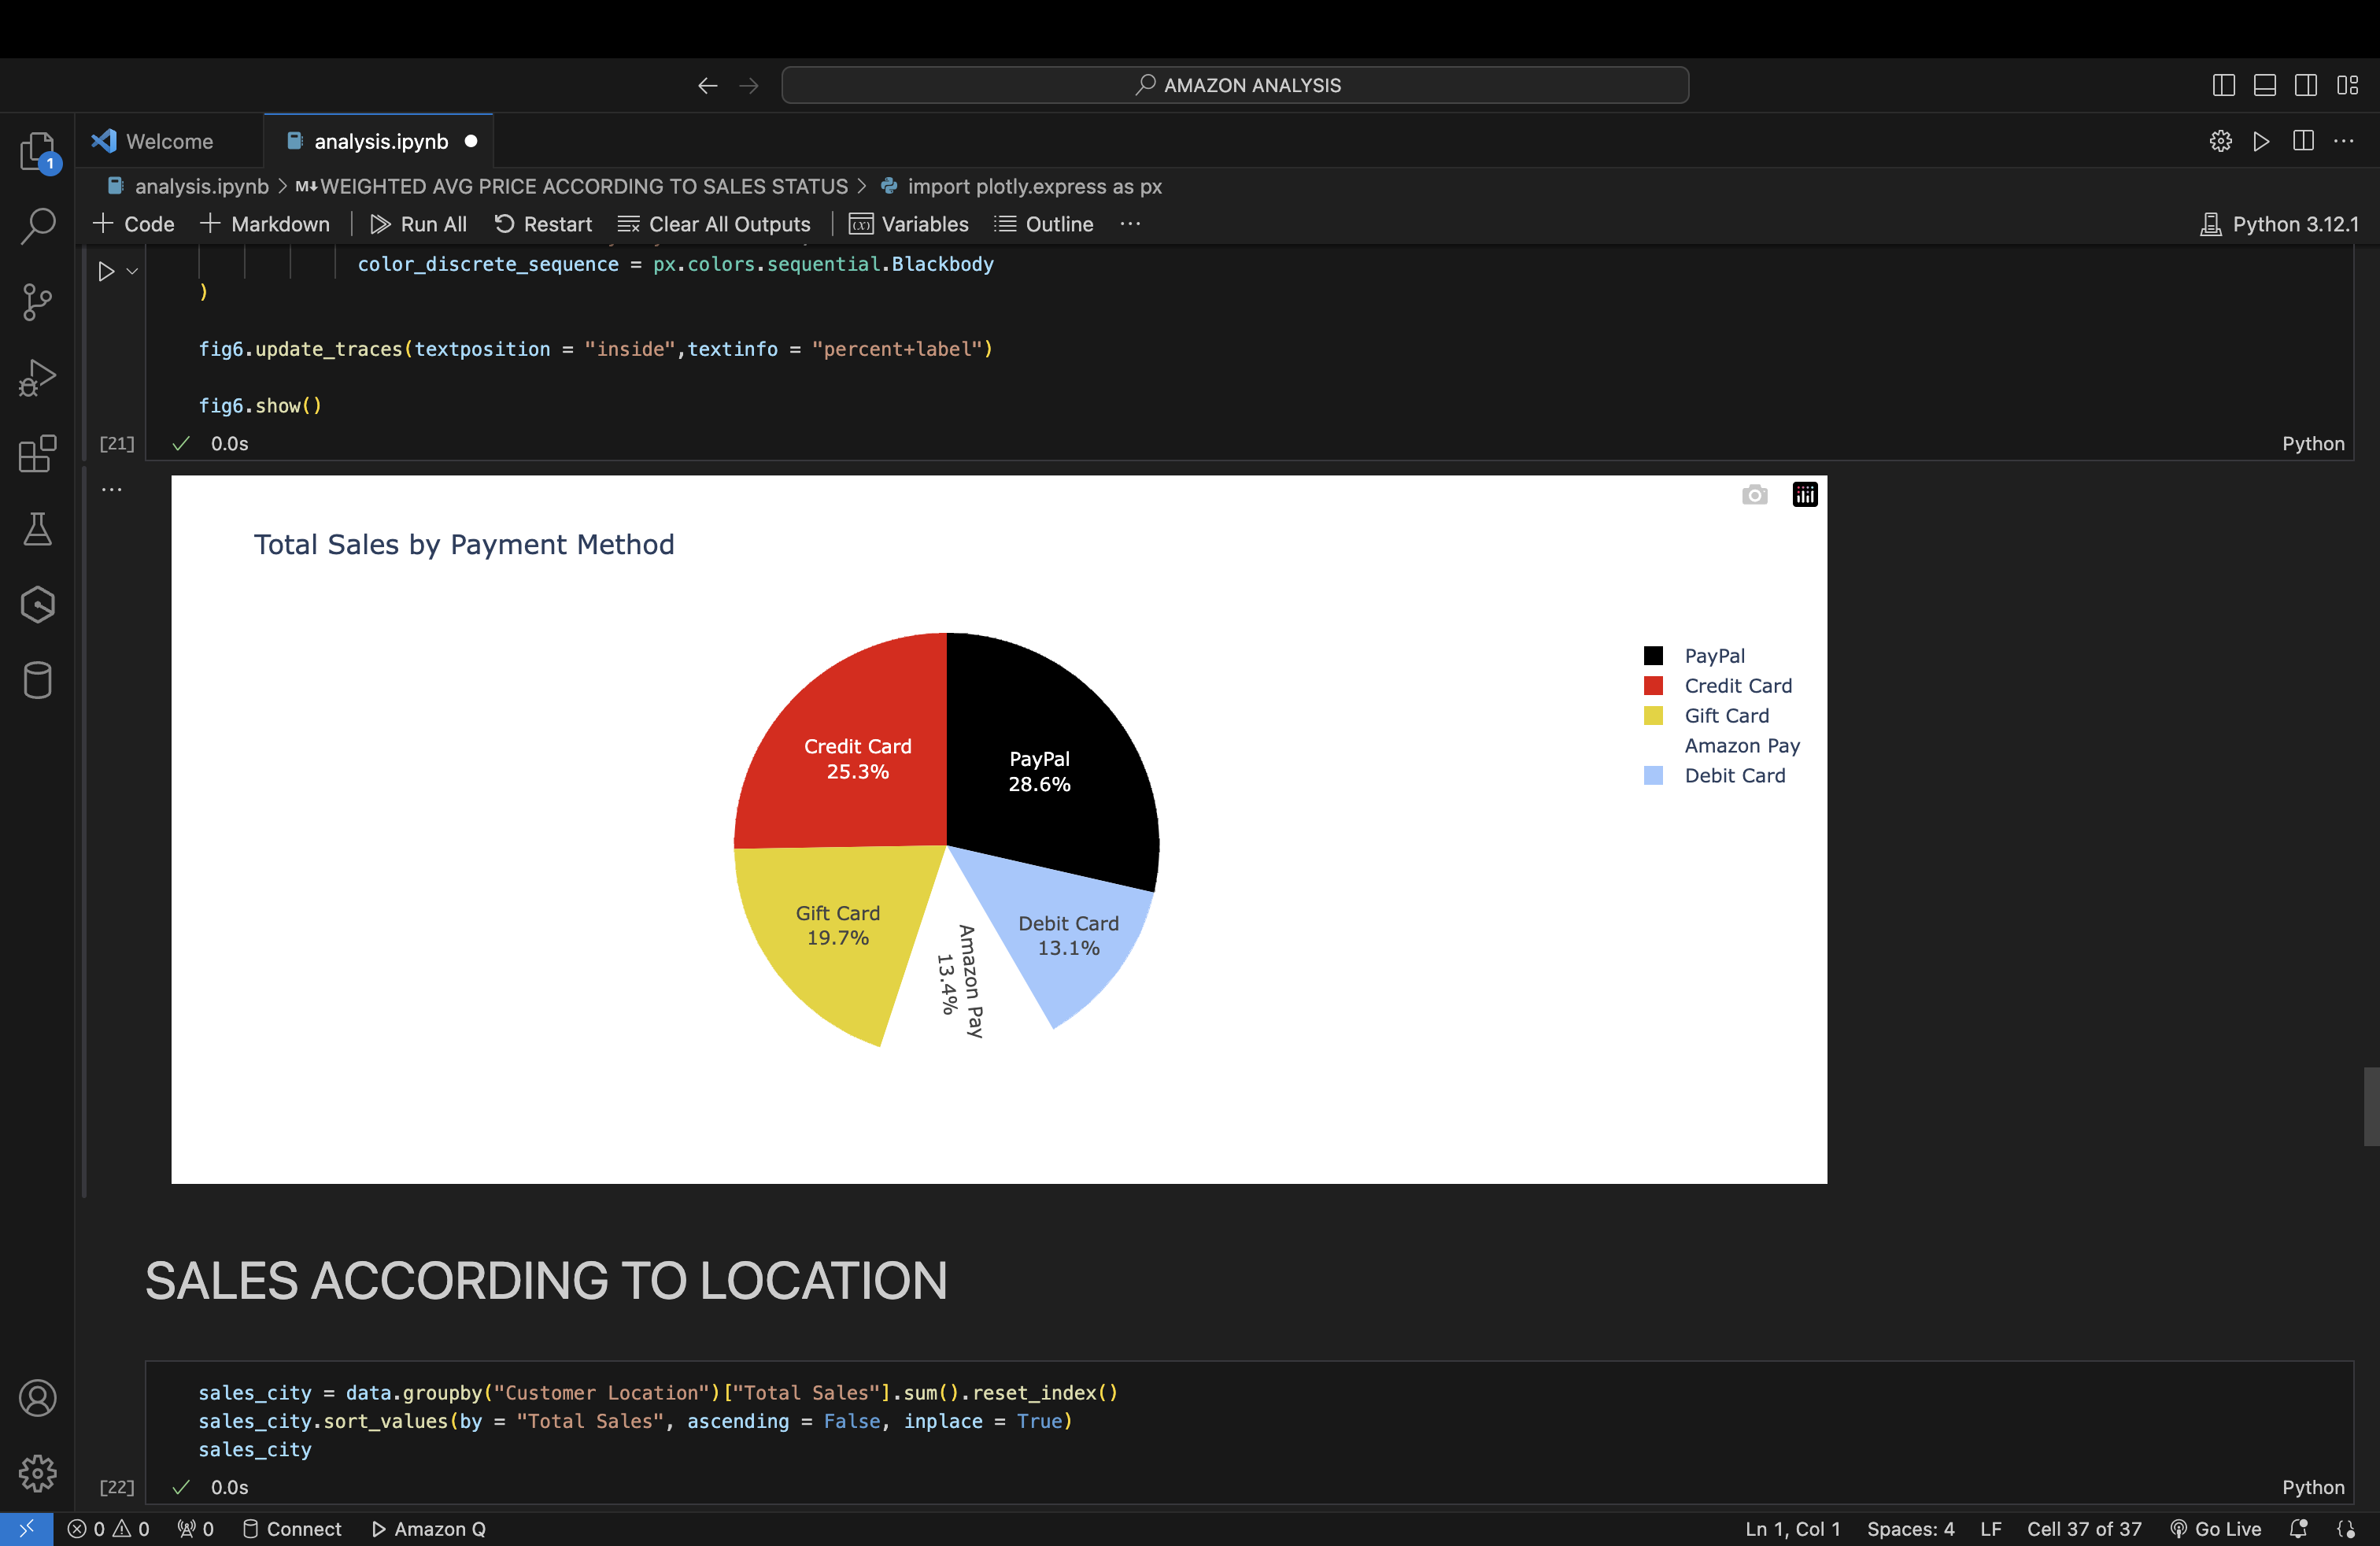 AMAZON ANALYSIS
1
Welcome
analysis.ipynb
analysis.ipynb > M↓WEIGHTED AVG PRICE ACCORDING TO SALES STATUS > import plotly.express as px
+ Code + Markdown | Run All Restart Clear All Outputs | Variables Outline ···
Python 3.12.1
color_discrete_sequence = px.colors.sequential.Blackbody
)
fig6.update_traces(textposition = "inside",textinfo = "percent+label")
fig6.show()
[21] ✓ 0.0s
Python
Total Sales by Payment Method
PayPal
Credit Card
Gift Card
Amazon Pay
Debit Card
Credit Card
25.3%
PayPal
28.6%
Gift Card
19.7%
Amazon Pay
13.4%
Debit Card
13.1%
SALES ACCORDING TO LOCATION
sales_city = data.groupby("Customer Location")["Total Sales"].sum().reset_index()
sales_city.sort_values(by = "Total Sales", ascending = False, inplace = True)
sales_city
[22] ✓ 0.0s
Python
0 0 0 Connect Amazon Q
Ln 1, Col 1 Spaces: 4 LF Cell 37 of 37 Go Live